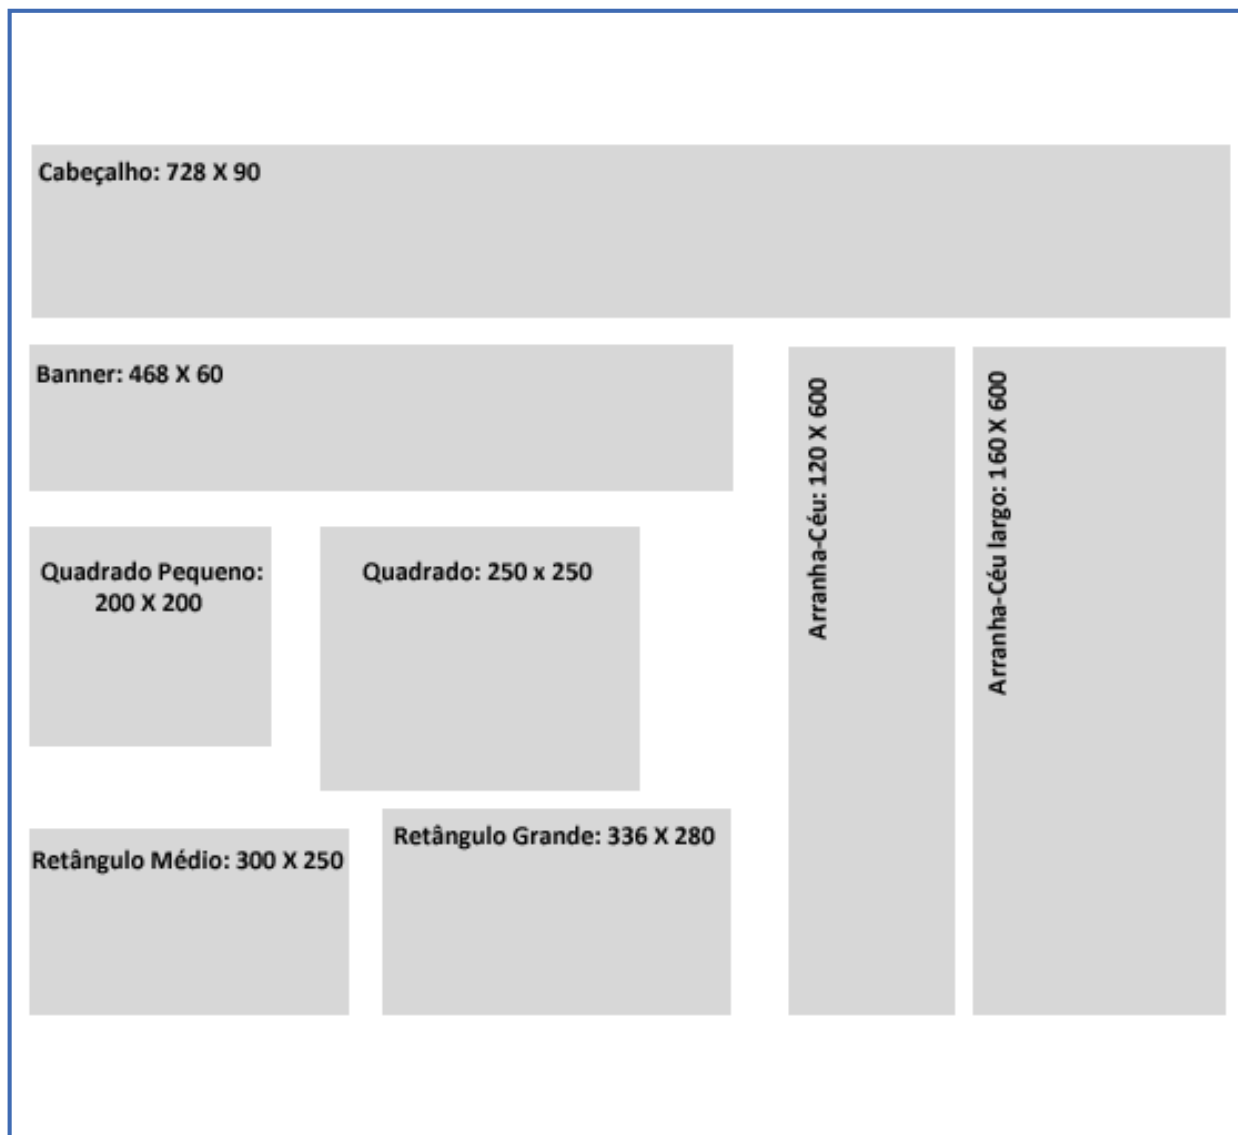 Cabeçalho: 728 X 90
Banner: 468 X 60
Arranha-Céu: 120 X 600
Arranha-Céu largo: 160 X 600
Quadrado Pequeno:
200 X 200
Quadrado: 250 x 250
Retângulo Médio: 300 X 250
Retângulo Grande: 336 X 280